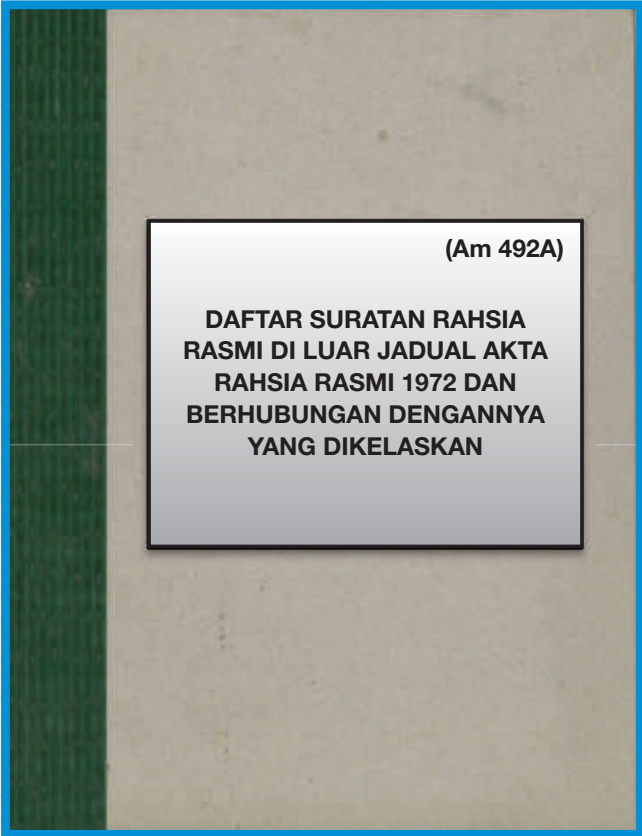 (Am 492A)
DAFTAR SURATAN RAHSIA
RASMI DI LUAR JADUAL AKTA
RAHSIA RASMI 1972 DAN
BERHUBUNGAN DENGANNYA
YANG DIKELASKAN